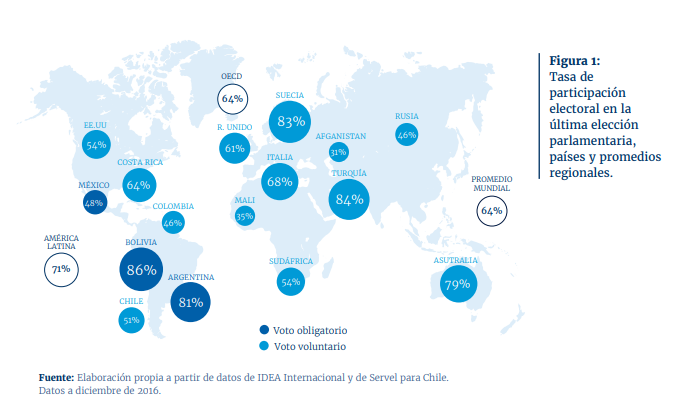 OECD
64%
SUECIA
83%
RUSIA
46%
EE.UU
54%
R. UNIDO
61%
AFGANISTAN
31%
COSTA RICA
64%
ITALIA
68%
TURQUÍA
84%
MÉXICO
48%
PROMEDIO
MUNDIAL
64%
COLOMBIA
46%
MALI
35%
AMÉRICA
LATINA
71%
BOLIVIA
86%
ARGENTINA
81%
SUDÁFRICA
54%
ASUTRALIA
79%
CHILE
51%
Voto obligatorio
Voto voluntario
Figura 1:
Tasa de
participación
electoral en la
última elección
parlamentaria,
países y promedios
regionales.
Fuente: Elaboración propia a partir de datos de IDEA Internacional y de Servel para Chile.
Datos a diciembre de 2016.